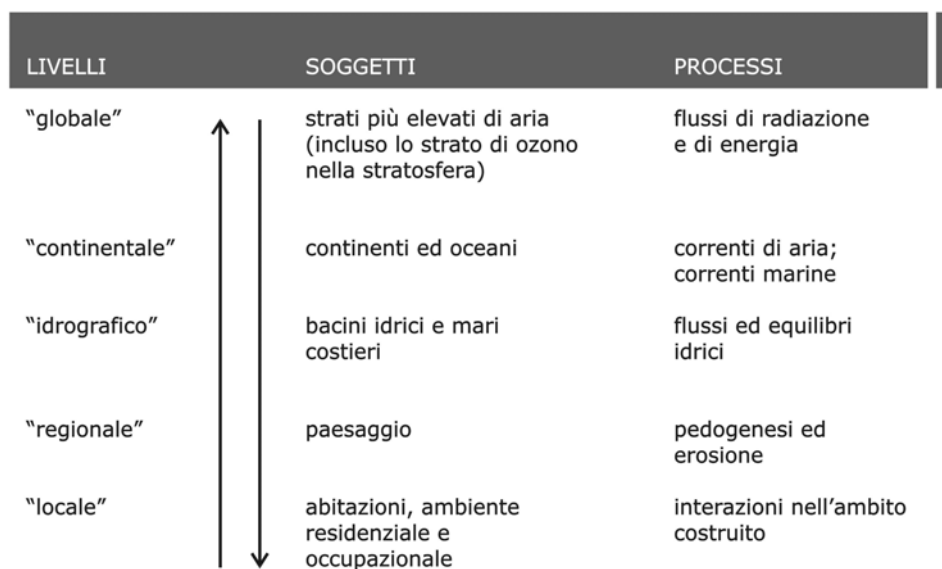 LIVELLI SOGGETTI PROCESSI
“globale” strati più elevati di aria flussi di radiazione
(incluso lo strato di ozono e di energia
nella stratosfera)
“continentale” continenti ed oceani correnti di aria;
correnti marine
“idrografico” bacini idrici e mari flussi ed equilibri
costieri idrici
“regionale” paesaggio pedogenesi ed
erosione
“locale” abitazioni, ambiente interazioni nell’ambito
residenziale e costruito
occupazionale